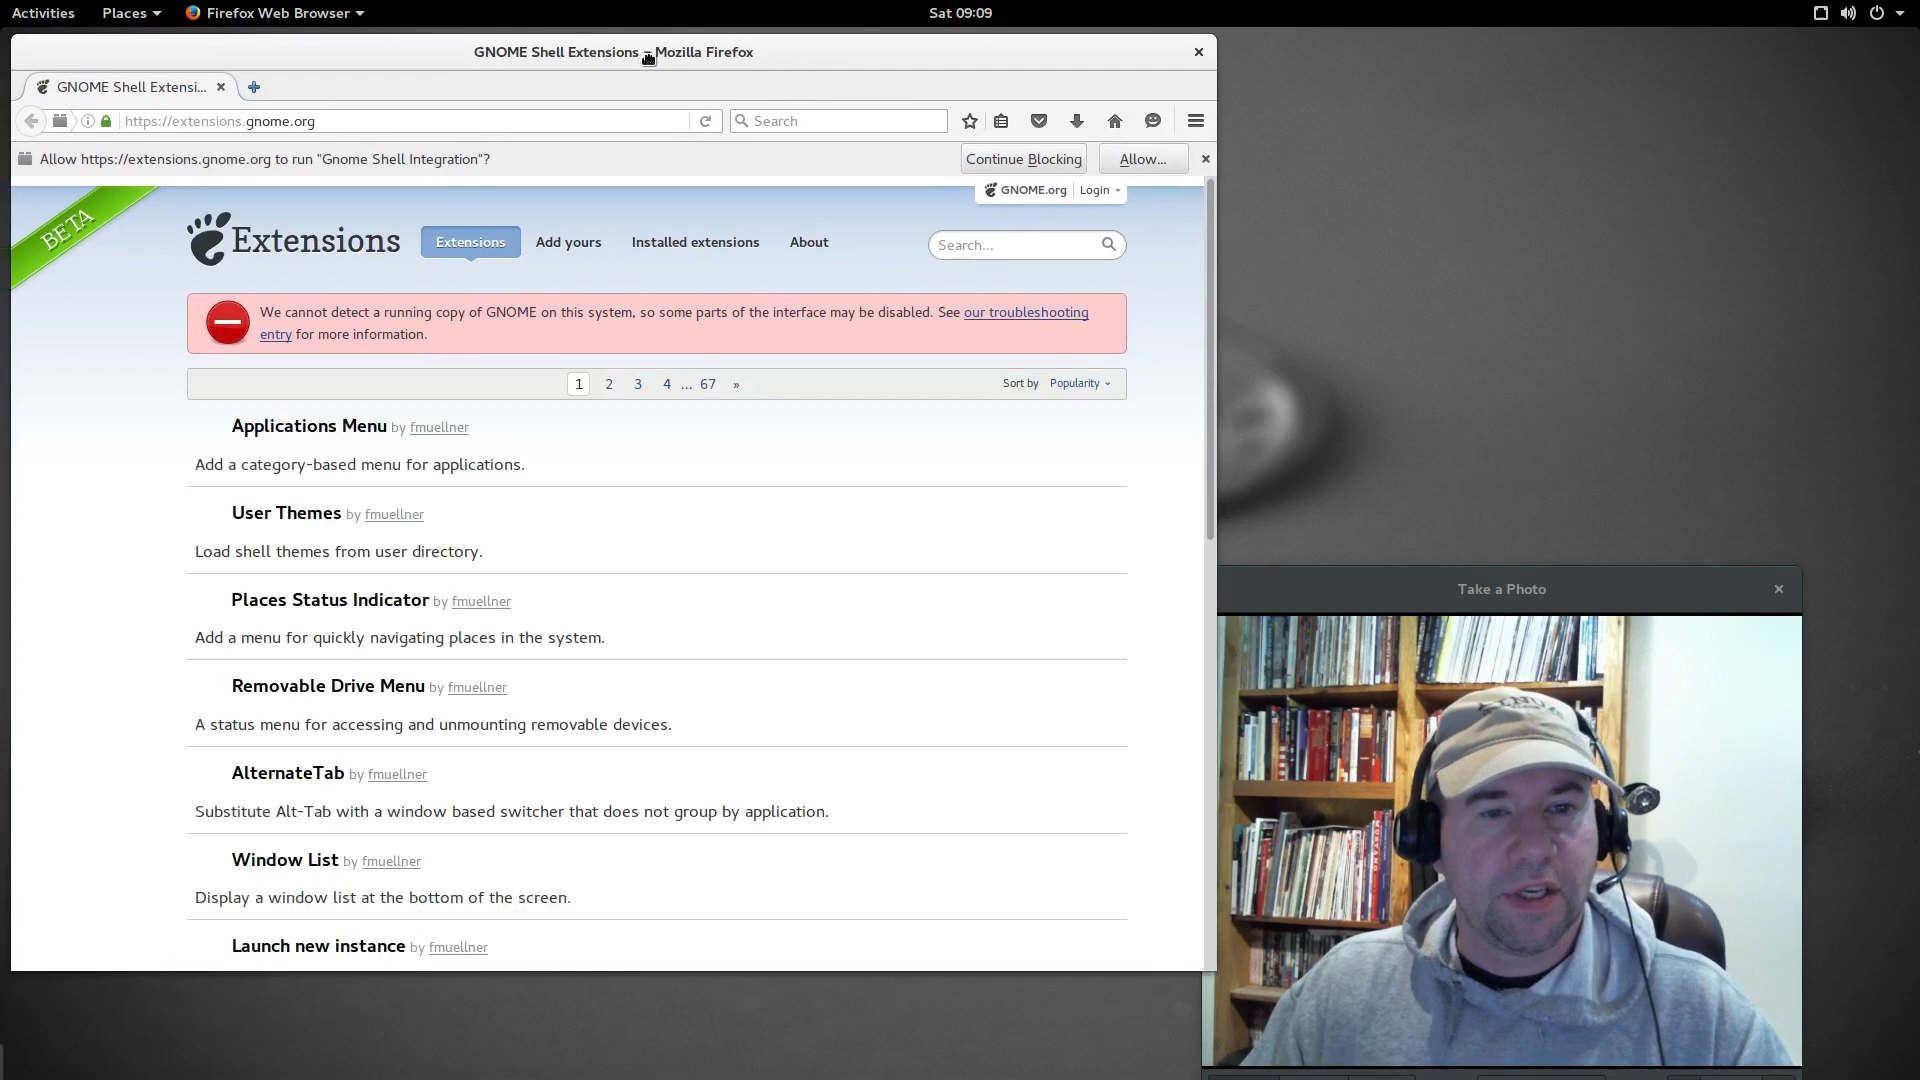 Activities Places Firefox Web Browser Sat 09:09
GNOME Shell Extensions - Mozilla Firefox
GNOME Shell Extensi...
https://extensions.gnome.org Search
Allow https://extensions.gnome.org to run "Gnome Shell Integration"? Continue Blocking Allow...
GNOME.org Login
BETA
Extensions Extensions Add yours Installed extensions About Search...
We cannot detect a running copy of GNOME on this system, so some parts of the interface may be disabled. See our troubleshooting
entry for more information.
1 2 3 4 ... 67 » Sort by Popularity
Applications Menu by fmuellner
Add a category-based menu for applications.
User Themes by fmuellner
Load shell themes from user directory.
Places Status Indicator by fmuellner
Add a menu for quickly navigating places in the system.
Removable Drive Menu by fmuellner
A status menu for accessing and unmounting removable devices.
AlternateTab by fmuellner
Substitute Alt-Tab with a window based switcher that does not group by application.
Window List by fmuellner
Display a window list at the bottom of the screen.
Launch new instance by fmuellner
Take a Photo